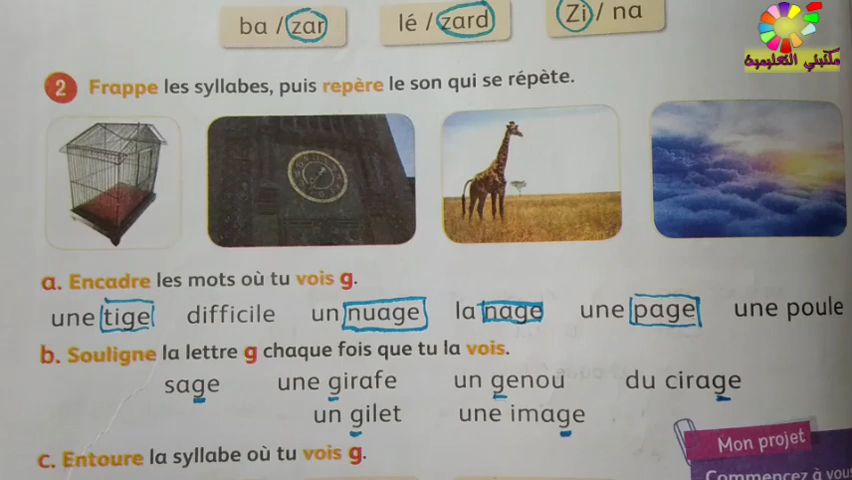 ba / zar lé / zard Zi / na
مكتبتي التعليمية
2 Frappe les syllabes, puis repère le son qui se répète.
a. Encadre les mots où tu vois g.
une tige difficile un nuage la nage une page une poule
b. Souligne la lettre g chaque fois que tu la vois.
sage une girafe un genou du cirage
un gilet une image
c. Entoure la syllabe où tu vois g.
Mon projet
Commencez à vous